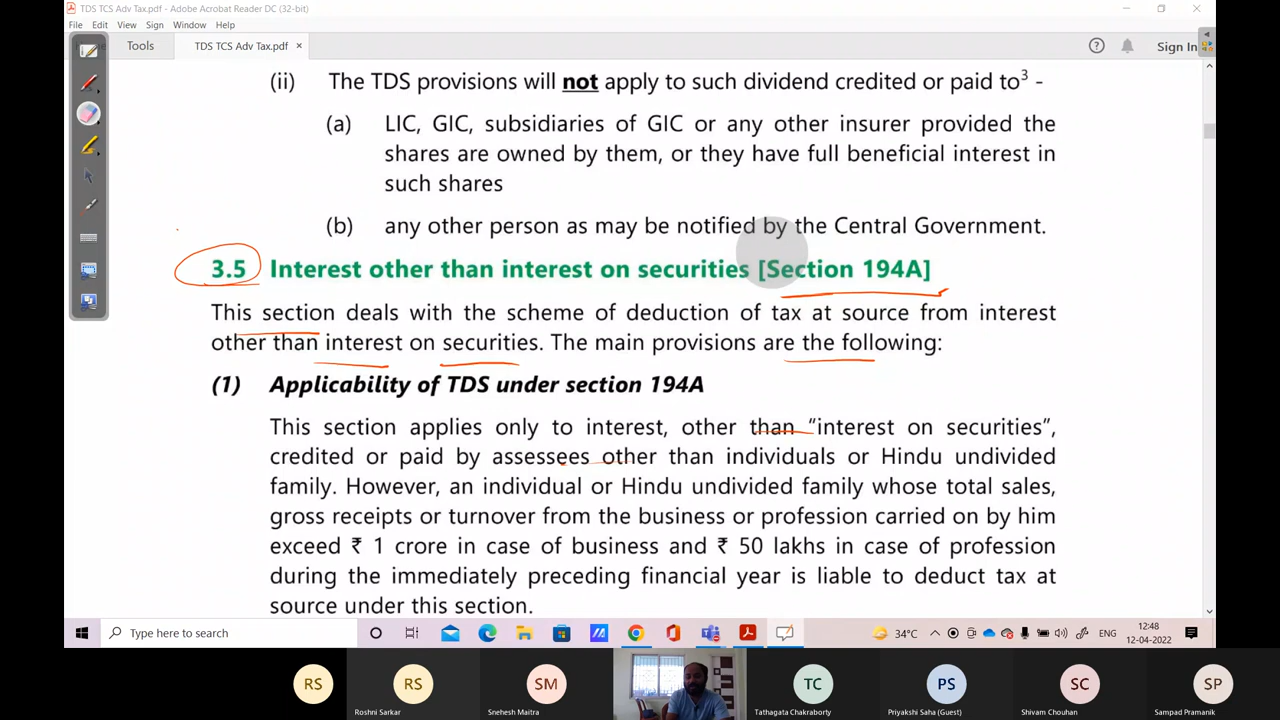 TDS TCS Adv Tax.pdf - Adobe Acrobat Reader DC (32-bit)
File Edit View Sign Window Help
Tools TDS TCS Adv Tax.pdf × Sign In
(ii) The TDS provisions will not apply to such dividend credited or paid to3 -
(a) LIC, GIC, subsidiaries of GIC or any other insurer provided the
shares are owned by them, or they have full beneficial interest in
such shares
(b) any other person as may be notified by the Central Government.
3.5 Interest other than interest on securities [Section 194A]
This section deals with the scheme of deduction of tax at source from interest
other than interest on securities. The main provisions are the following:
(1) Applicability of TDS under section 194A
This section applies only to interest, other than "interest on securities",
credited or paid by assessees other than individuals or Hindu undivided
family. However, an individual or Hindu undivided family whose total sales,
gross receipts or turnover from the business or profession carried on by him
exceed ₹ 1 crore in case of business and ₹ 50 lakhs in case of profession
during the immediately preceding financial year is liable to deduct tax at
source under this section.
Type here to search 34°C ENG 12:48
12-04-2022
RS RS SM TC PS SC SP
Roshni Sarkar Snehesh Maitra Tathagata Chakraborty Priyakshi Saha (Guest) Shivam Chouhan Sampad Pramanik